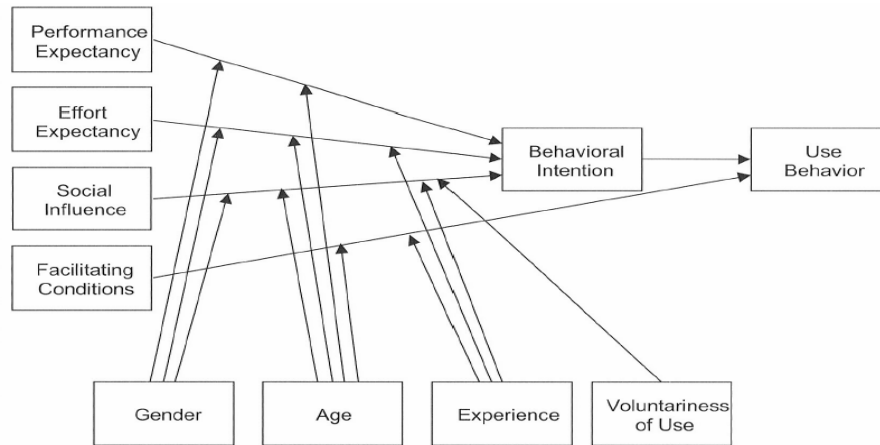 Performance
Expectancy
Effort
Expectancy
Social
Influence
Facilitating
Conditions
Behavioral
Intention
Use
Behavior
Gender
Age
Experience
Voluntariness
of Use